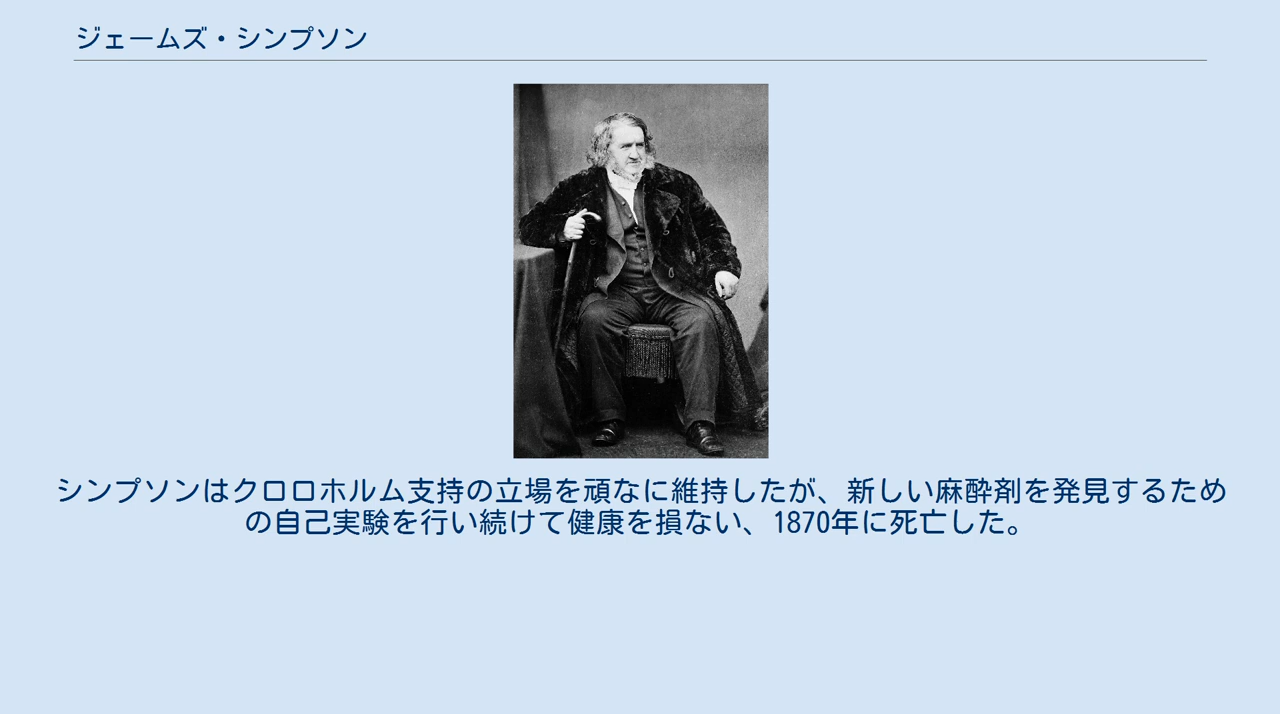 ジェームズ・シンプソン
シンプソンはクロロホルム支持の立場を頑なに維持したが、新しい麻酔剤を発見するため
の自己実験を行い続けて健康を損ない、1870年に死亡した。